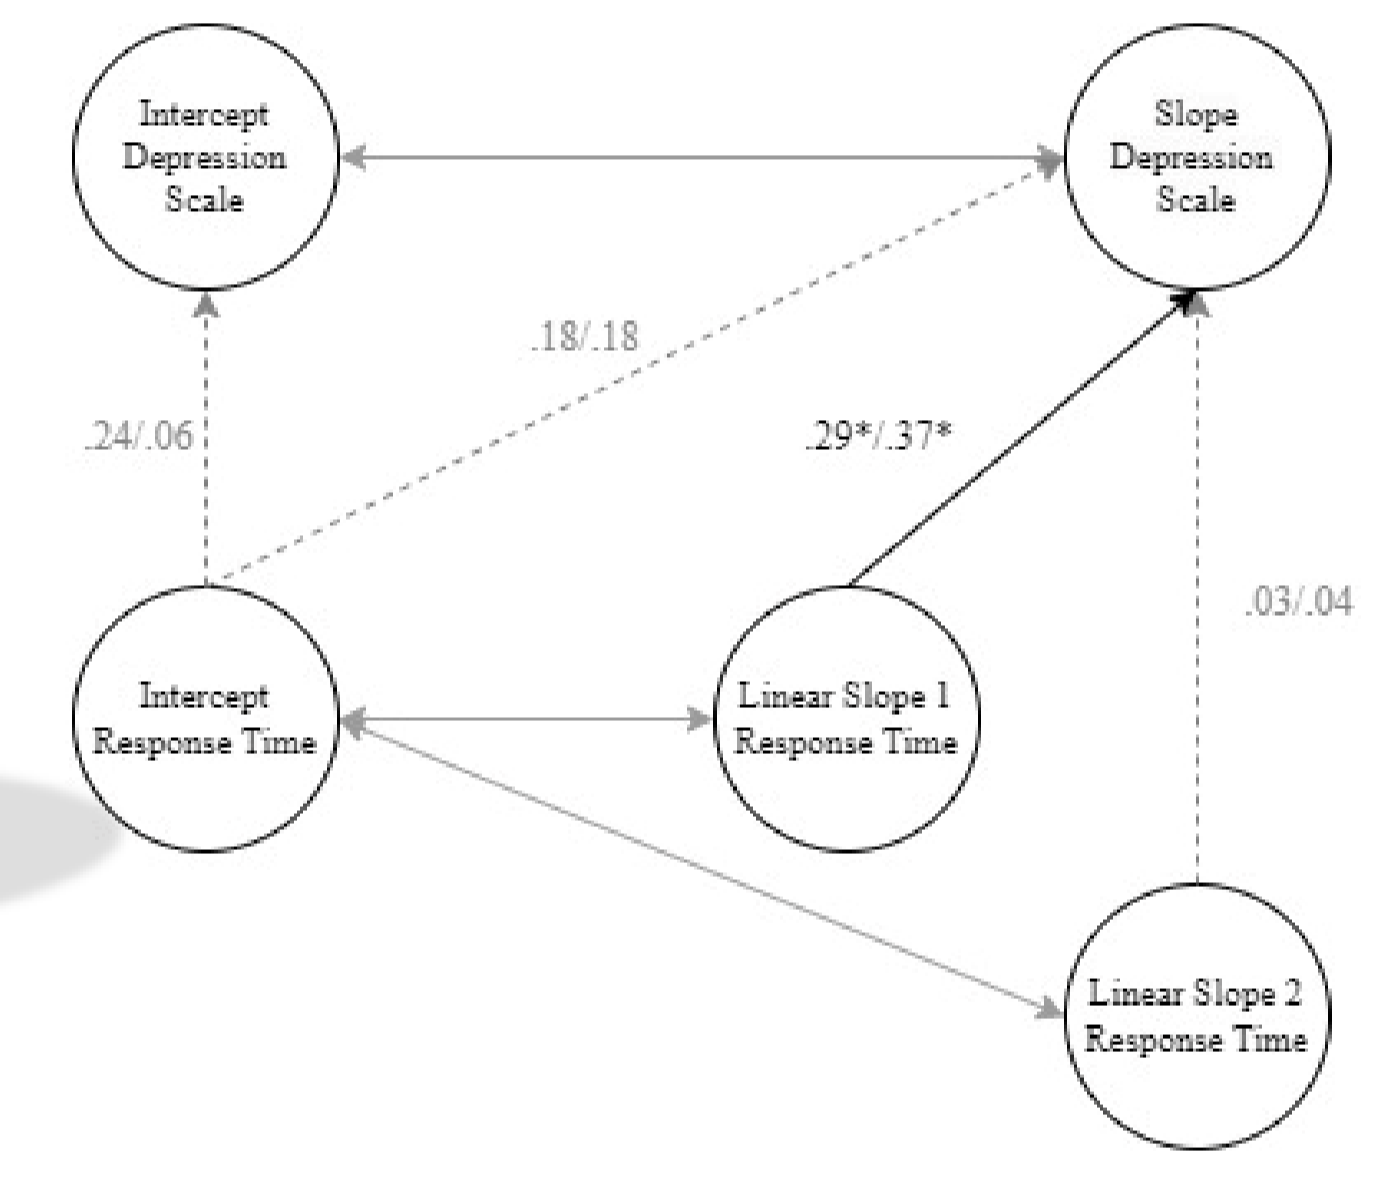 Intercept
Depression
Scale
Slope
Depression
Scale
.18/.18
.24/.06
.29*/.37*
.03/.04
Intercept
Response Time
Linear Slope 1
Response Time
Linear Slope 2
Response Time